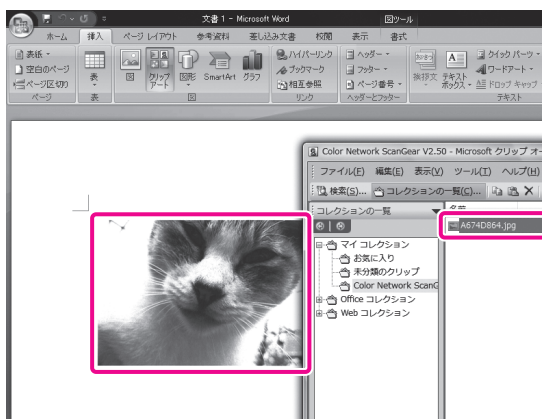 文書 1 - Microsoft Word
図ツール
ホーム 挿入 ページ レイアウト 参考資料 差し込み文書 校閲 表示 書式
表紙
空白のページ
ページ区切り
ページ
表
表
図
クリップ
アート
図形
SmartArt
グラフ
図
ハイパーリンク
ブックマーク
相互参照
リンク
ヘッダー
フッター
ページ番号
ヘッダーとフッター
挨拶文
テキスト
ボックス
クイック パーツ
ワードアート
ドロップ キャップ
テキスト
Color Network ScanGear V2.50 - Microsoft クリップ オー
ファイル(F) 編集(E) 表示(V) ツール(T) ヘルプ(H)
検索(S)... コレクションの一覧(C)...
コレクションの一覧
名前
A674D864.jpg
マイ コレクション
お気に入り
未分類のクリップ
Color Network ScanG
Office コレクション
Web コレクション